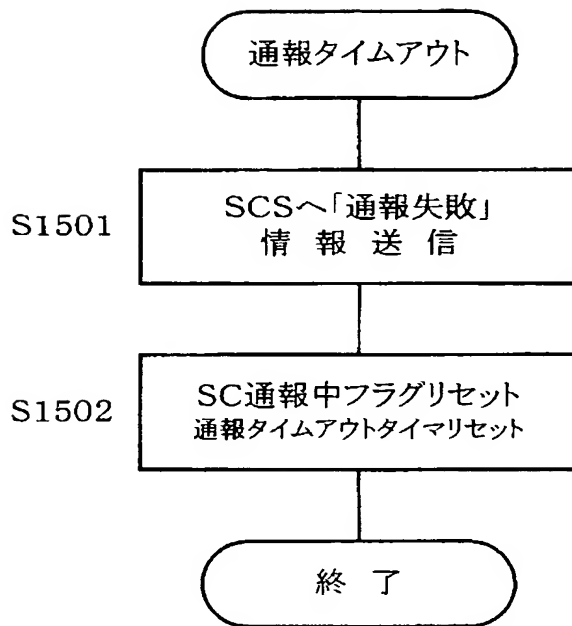 通報タイムアウト
S1501
SCSへ「通報失敗」
情 報 送 信
S1502
SC通報中フラグリセット
通報タイムアウトタイマリセット
終 了